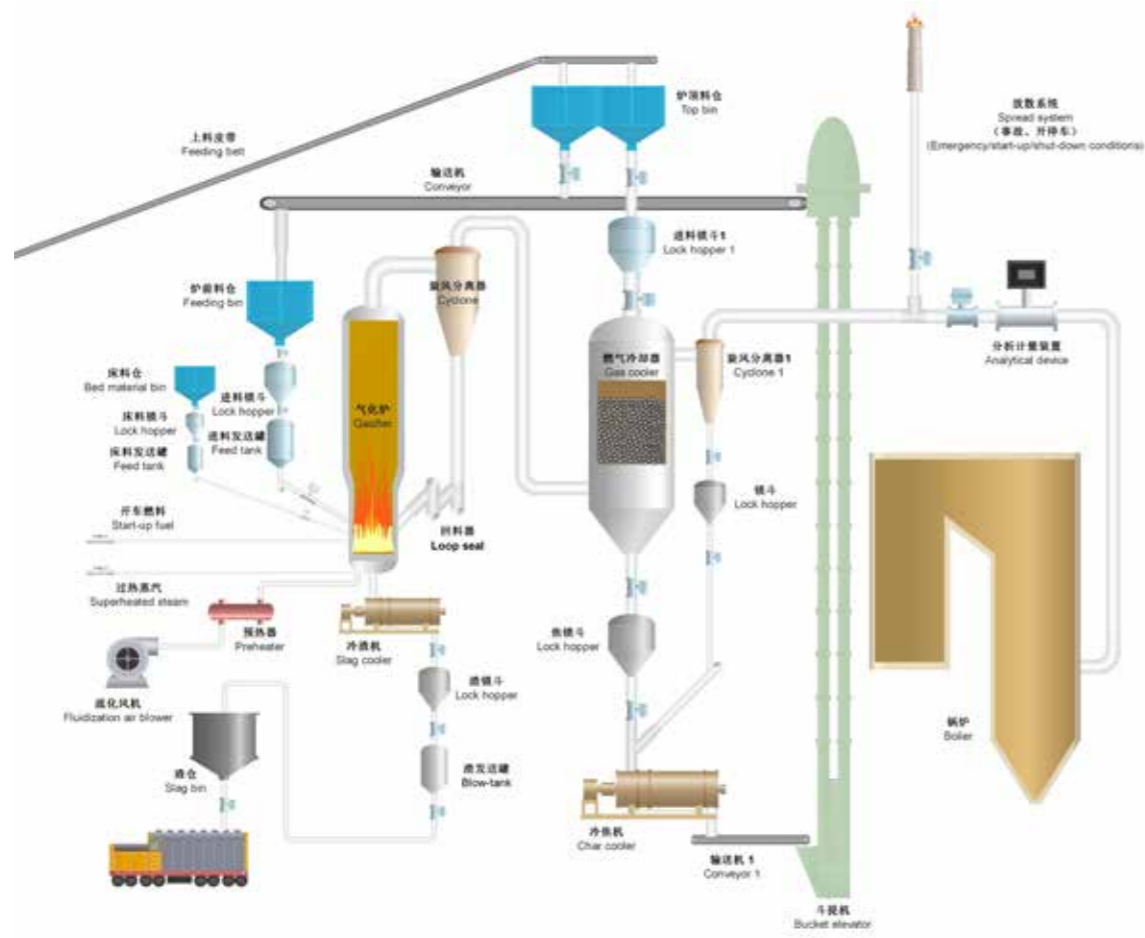 炉顶料仓
Top bin
放散系统
Spread system
（事故、开停车）
(Emergency/start-up/shut-down conditions)
上料皮带
Feeding belt
输送机
Conveyor
进料锁斗1
Lock hopper 1
炉前料仓
Feeding bin
旋风分离器
Cyclone
燃气冷却器
Gas cooler
旋风分离器1
Cyclone 1
分析计量装置
Analytical device
床料仓
Bed material bin
进料锁斗
Lock hopper
床料锁斗
Lock hopper
进料发送罐
Feed tank
床料发送罐
Feed tank
气化炉
Gasifier
锁斗
Lock hopper
开车燃料
Start-up fuel
回料器
Loop seal
过热蒸汽
Superheated steam
预热器
Preheater
冷渣机
Slag cooler
焦锁斗
Lock hopper
渣锁斗
Lock hopper
流化风机
Fluidization air blower
锅炉
Boiler
渣仓
Slag bin
渣发送罐
Blow-tank
冷焦机
Char cooler
输送机 1
Conveyor 1
斗提机
Bucket elevator